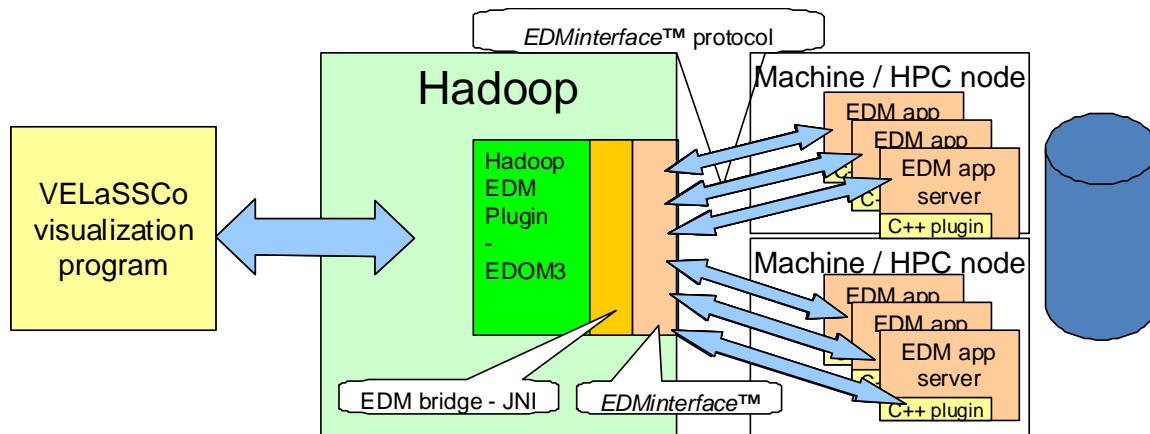 EDMinterface™ protocol
Hadoop
VELaSSCo
visualization
program
Hadoop
EDM
Plugin
-
EDOM3
EDM bridge - JNI
EDMinterface™
Machine / HPC node
EDM app
EDM app
EDM app
server
C-
C-
C++ plugin
Machine / HPC node
EDM app
EDM app
EDM app
server
C-
C++ plugin